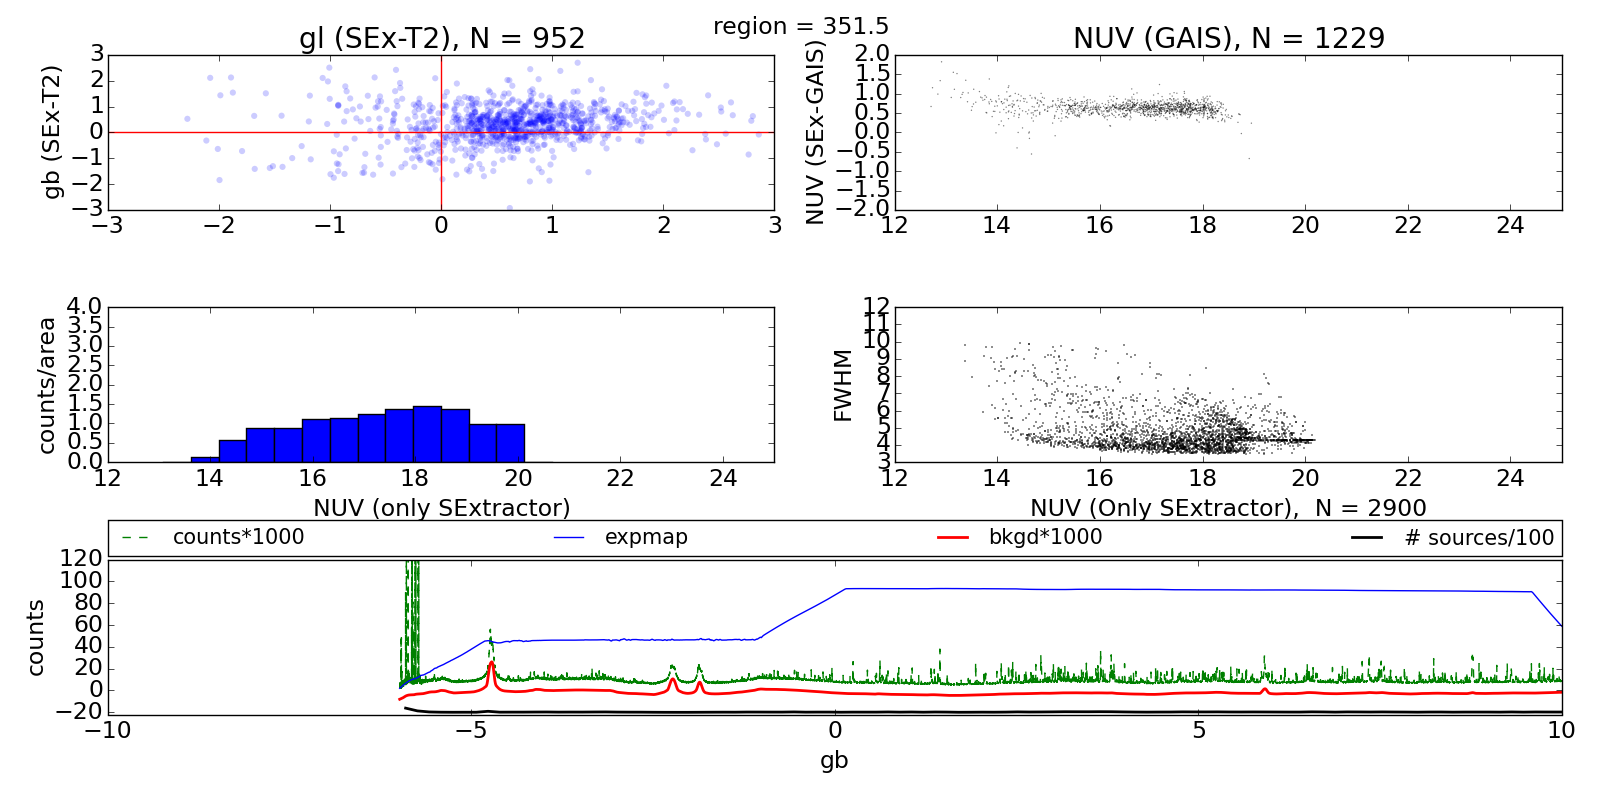 region = 351.5
gl (SEx-T2), N = 952
gb (SEx-T2)
3
2
1
0
−1
−2
−3
−3 −2 −1 0 1 2 3
NUV (GAIS), N = 1229
NUV (SEx-GAIS)
2.0
1.5
1.0
0.5
0.0
−0.5
−1.0
−1.5
−2.0
12 14 16 18 20 22 24
counts/area
4.0
3.5
3.0
2.5
2.0
1.5
1.0
0.5
0.0
12 14 16 18 20 22 24
NUV (only SExtractor)
FWHM
12
11
10
9
8
7
6
5
4
3
12 14 16 18 20 22 24
NUV (Only SExtractor), N = 2900
counts*1000 expmap bkgd*1000 # sources/100
counts
120
100
80
60
40
20
0
−20
−10 −5 0 5 10
gb